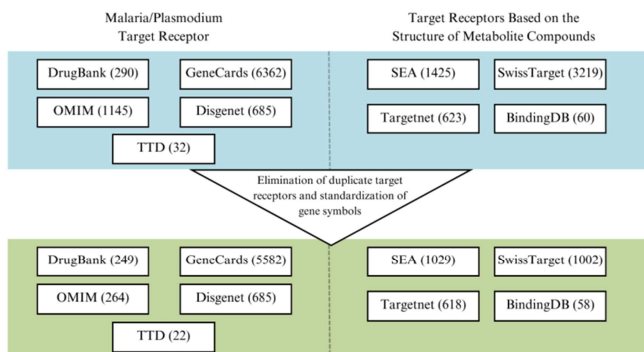 Malaria/Plasmodium
Target Receptor
Target Receptors Based on the
Structure of Metabolite Compounds
DrugBank (290)
GeneCards (6362)
SEA (1425)
SwissTarget (3219)
OMIM (1145)
Disgenet (685)
Targetnet (623)
BindingDB (60)
TTD (32)
Elimination of duplicate target
receptors and standardization of
gene symbols
DrugBank (249)
GeneCards (5582)
SEA (1029)
SwissTarget (1002)
OMIM (264)
Disgenet (685)
Targetnet (618)
BindingDB (58)
TTD (22)